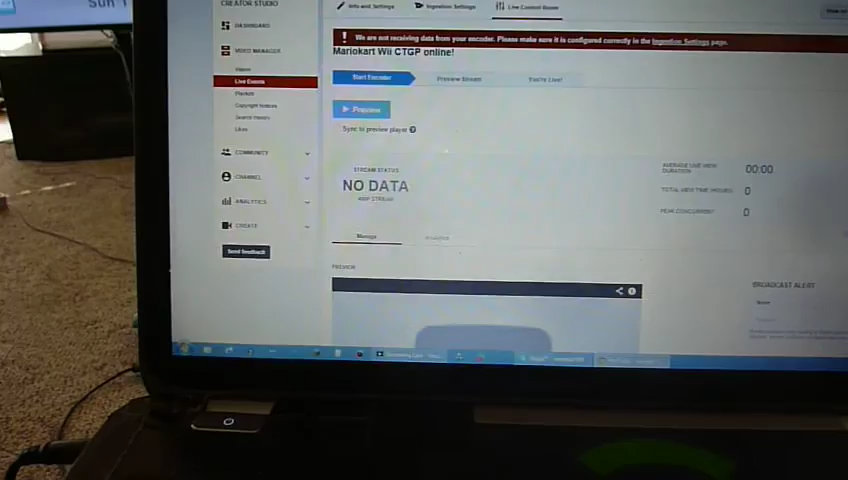 Sun 1
CREATOR STUDIO
DASHBOARD
VIDEO MANAGER
Videos
Live Events
Playlists
Copyright Notices
Search History
Likes
COMMUNITY
CHANNEL
ANALYTICS
CREATE
Send feedback
Info and Settings
Ingestion Settings
Live Control Room
We are not receiving data from your encoder. Please make sure it is configured correctly in the Ingestion Settings page.
Mariokart Wii CTGP online!
Start Encoder
Preview Stream
You're Live!
Preview
Sync to preview player
STREAM STATUS
NO DATA
AVERAGE LIVE VIEW DURATION 00:00
TOTAL VIEW TIME (HOURS) 0
PEAK CONCURRENT 0
Manage
PREVIEW
BROADCAST ALERT
None